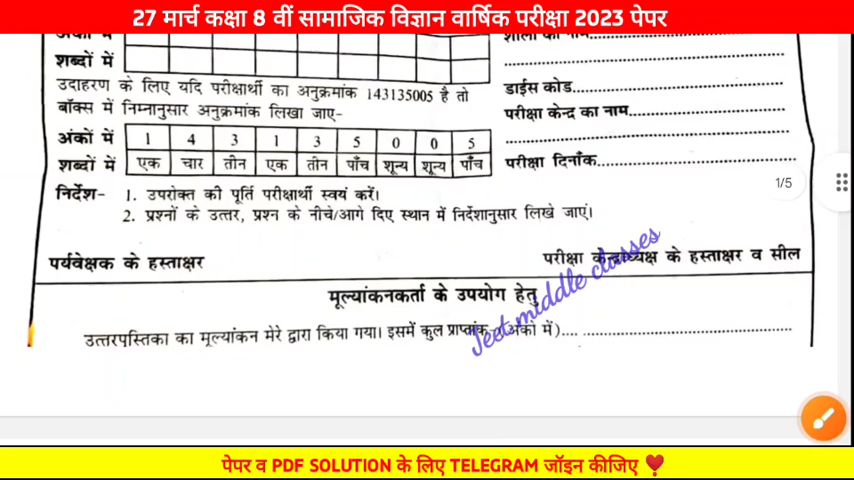 27 मार्च कक्षा 8 वीं सामाजिक विज्ञान वार्षिक परीक्षा 2023 पेपर
अंकों में
शाला का नाम
शब्दों में
उदाहरण के लिए यदि परीक्षार्थी का अनुक्रमांक 143135005 है तो
बॉक्स में निम्नानुसार अनुक्रमांक लिखा जाए-
डाईस कोड
परीक्षा केन्द्र का नाम
अंकों में 1 4 3 1 3 5 0 0 5
शब्दों में एक चार तीन एक तीन पाँच शून्य शून्य पाँच
परीक्षा दिनाँक
1/5
निर्देश- 1. उपरोक्त की पूर्ति परीक्षार्थी स्वयं करें।
2. प्रश्नों के उत्तर, प्रश्न के नीचे/आगे दिए स्थान में निर्देशानुसार लिखे जाएं।
पर्यवेक्षक के हस्ताक्षर
परीक्षा केन्द्राध्यक्ष के हस्ताक्षर व सील
Jeet middle classes
मूल्यांकनकर्ता के उपयोग हेतु
उत्तरपुस्तिका का मूल्यांकन मेरे द्वारा किया गया। इसमें कुल प्राप्तांक (अंकों में)
पेपर व PDF SOLUTION के लिए TELEGRAM जॉइन कीजिए